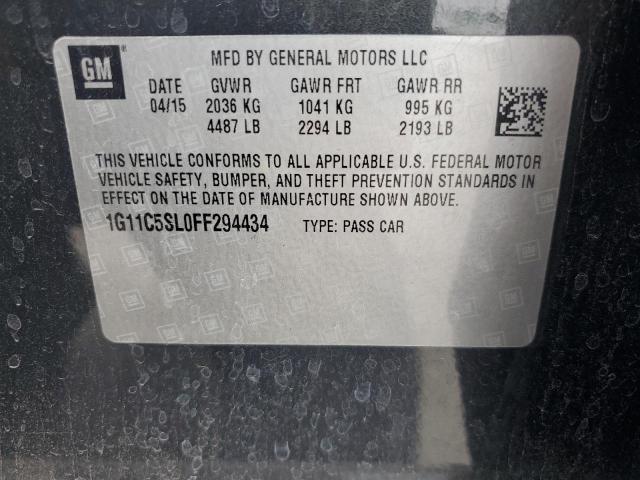 GM
MFD BY GENERAL MOTORS LLC
DATE GVWR GAWR FRT GAWR RR
04/15 2036 KG 1041 KG 995 KG
4487 LB 2294 LB 2193 LB
THIS VEHICLE CONFORMS TO ALL APPLICABLE U.S. FEDERAL MOTOR
VEHICLE SAFETY, BUMPER, AND THEFT PREVENTION STANDARDS IN
EFFECT ON THE DATE OF MANUFACTURE SHOWN ABOVE.
1G11C5SL0FF294434 TYPE: PASS CAR